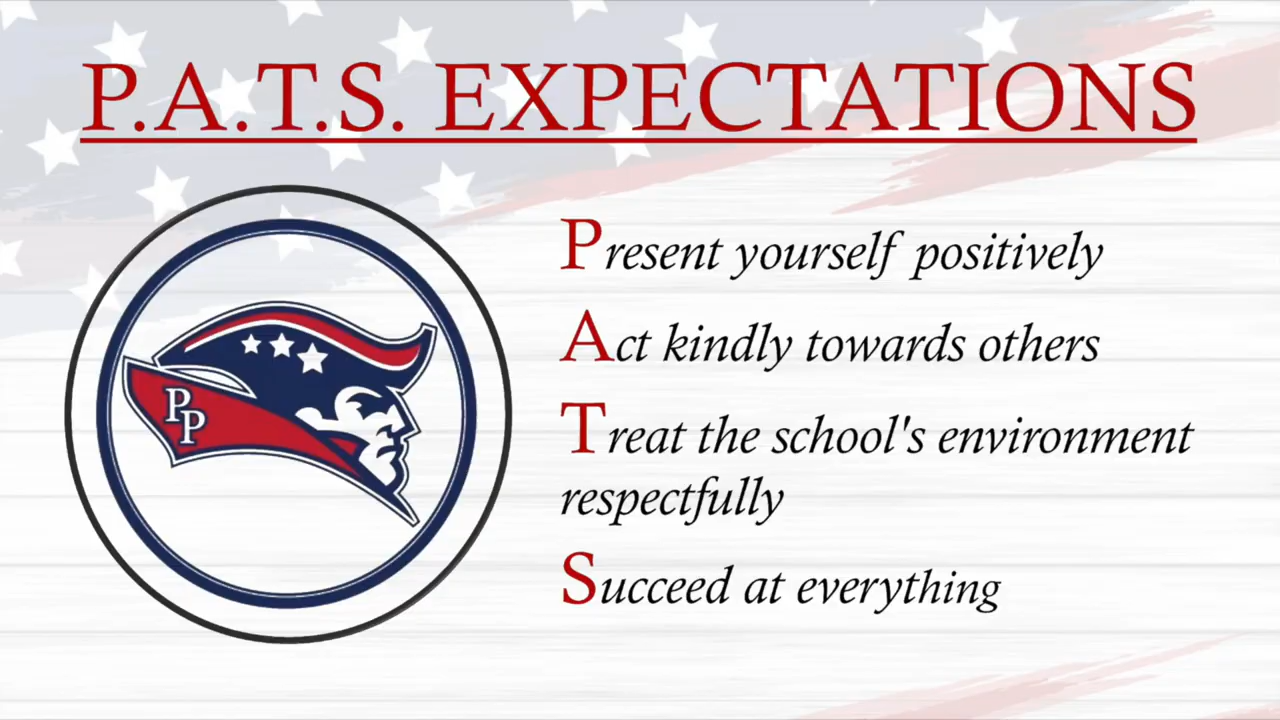 P.A.T.S. EXPECTATIONS
Present yourself positively
Act kindly towards others
Treat the school's environment
respectfully
Succeed at everything
PP